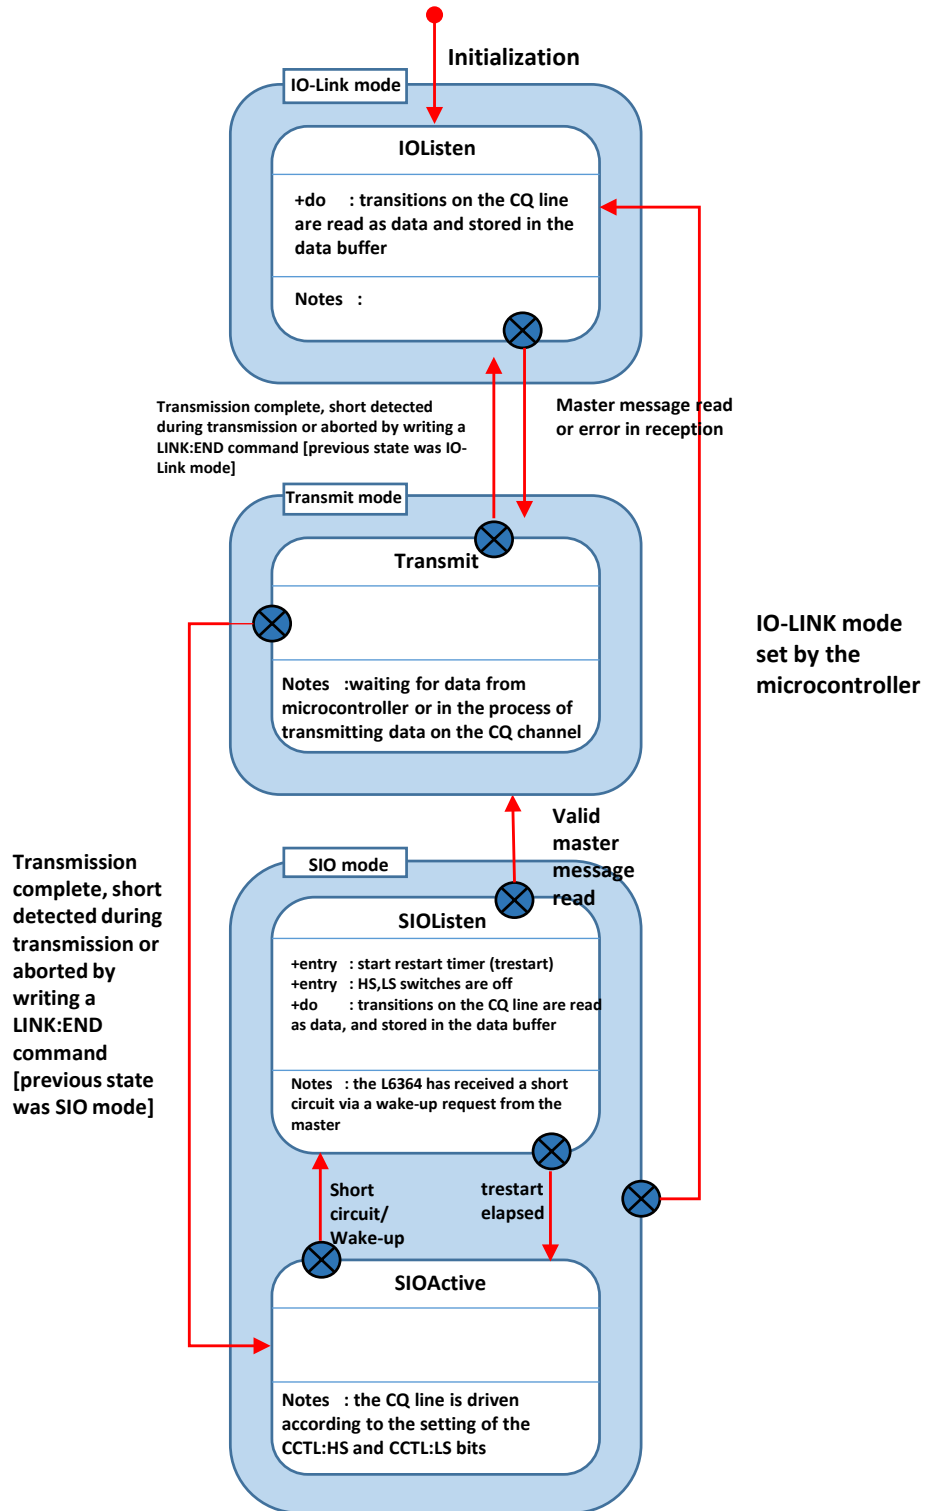 Initialization
IO-Link mode
IOListen
+do : transitions on the CQ line
are read as data and stored in the
data buffer
Notes :
Transmission complete, short detected
during transmission or aborted by writing a
LINK:END command [previous state was IO-
Link mode]
Master message read
or error in reception
Transmit mode
Transmit
Notes :waiting for data from
microcontroller or in the process of
transmitting data on the CQ channel
IO-LINK mode
set by the
microcontroller
Valid
master
message
read
Transmission
complete, short
detected during
transmission or
aborted by
writing a
LINK:END
command
[previous state
was SIO mode]
SIO mode
SIOListen
+entry : start restart timer (trestart)
+entry : HS,LS switches are off
+do : transitions on the CQ line are read
as data, and stored in the data buffer
Notes : the L6364 has received a short
circuit via a wake-up request from the
master
Short
circuit/
Wake-up
trestart
elapsed
SIOActive
Notes : the CQ line is driven
according to the setting of the
CCTL:HS and CCTL:LS bits